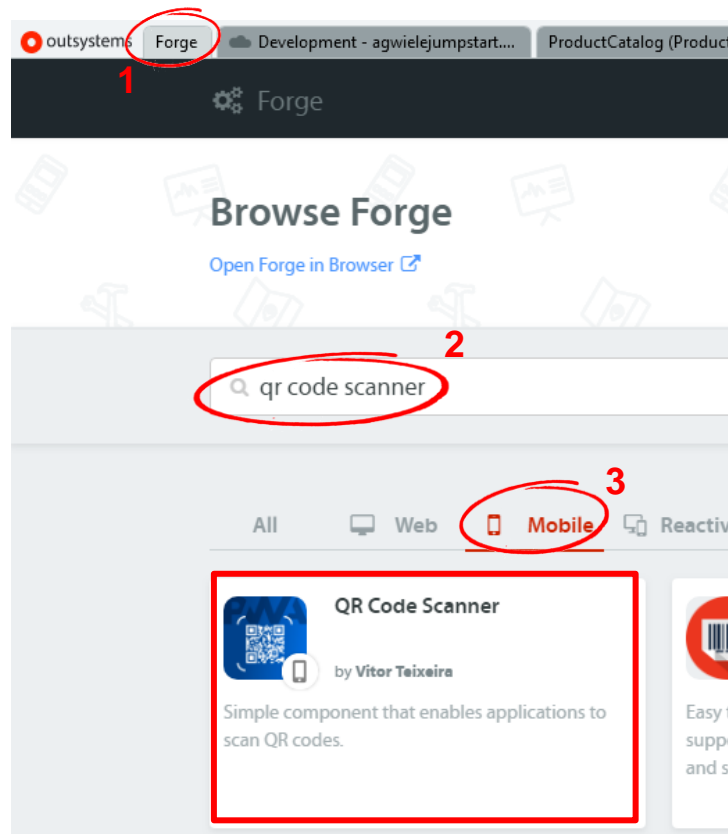 outsystems Forge Development - agwielejumpstart.... ProductCatalog (Product
1
Forge
Browse Forge
Open Forge in Browser
2
qr code scanner
3
All Web Mobile Reactiv
QR Code Scanner
by Vitor Teixeira
Simple component that enables applications to
scan QR codes.
Easy
supp
and s
PWA